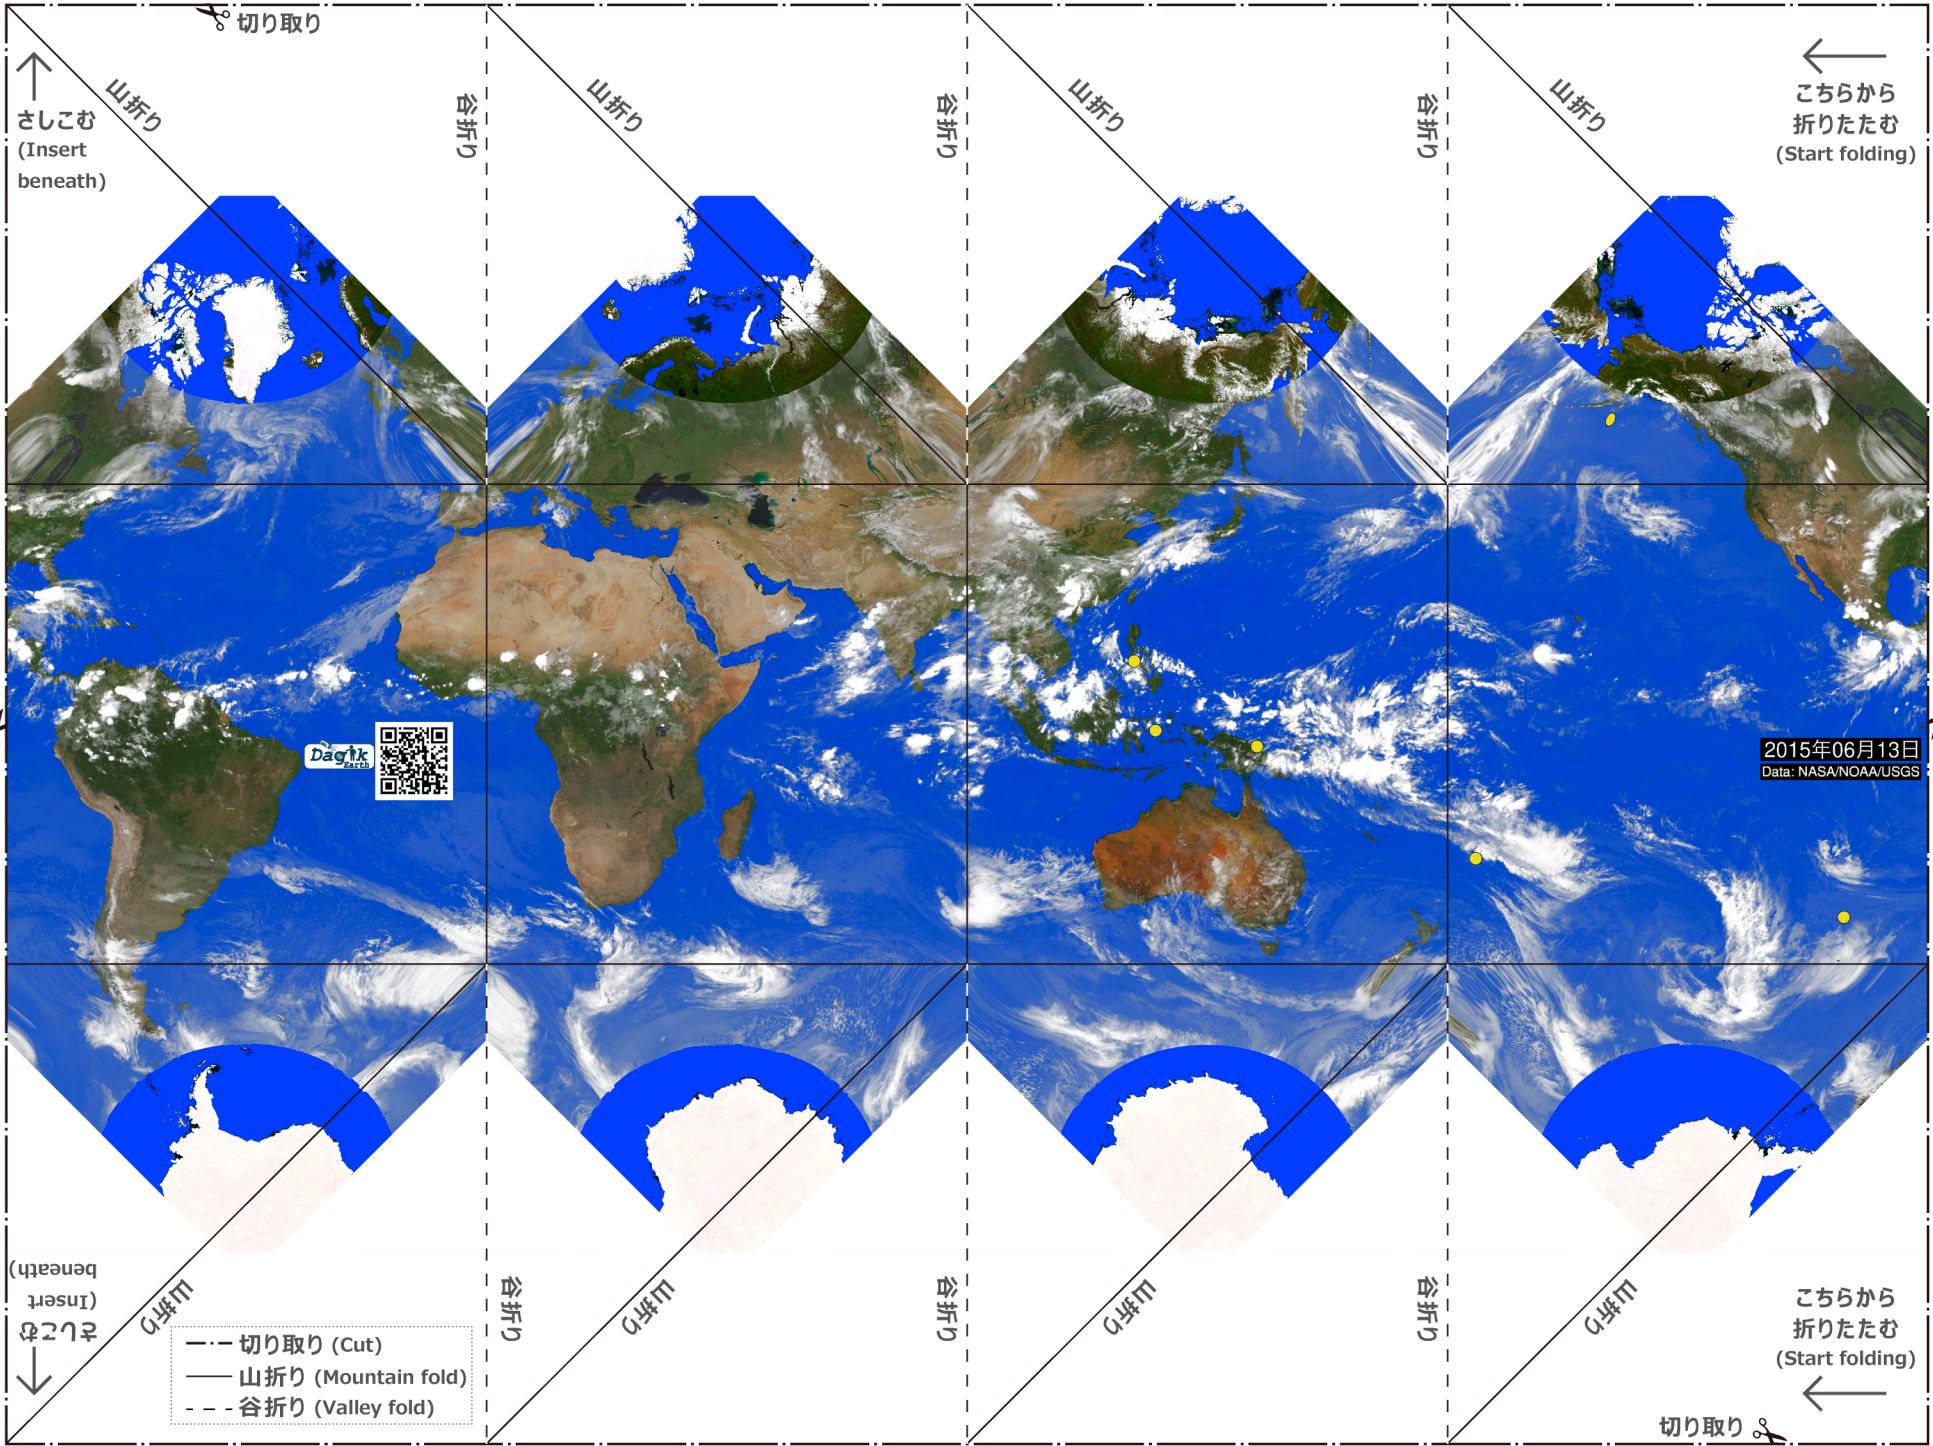 切り取り
山折り
谷折り
山折り
谷折り
山折り
谷折り
山折り
こちらから
折りたたむ
(Start folding)
さしこむ
(Insert
beneath)
Dagik
Earth
2015年06月13日
Data: NASA/NOAA/USGS
さしこむ
(Insert
beneath)
山折り
谷折り
山折り
谷折り
山折り
谷折り
山折り
こちらから
折りたたむ
(Start folding)
切り取り (Cut)
山折り (Mountain fold)
谷折り (Valley fold)
切り取り